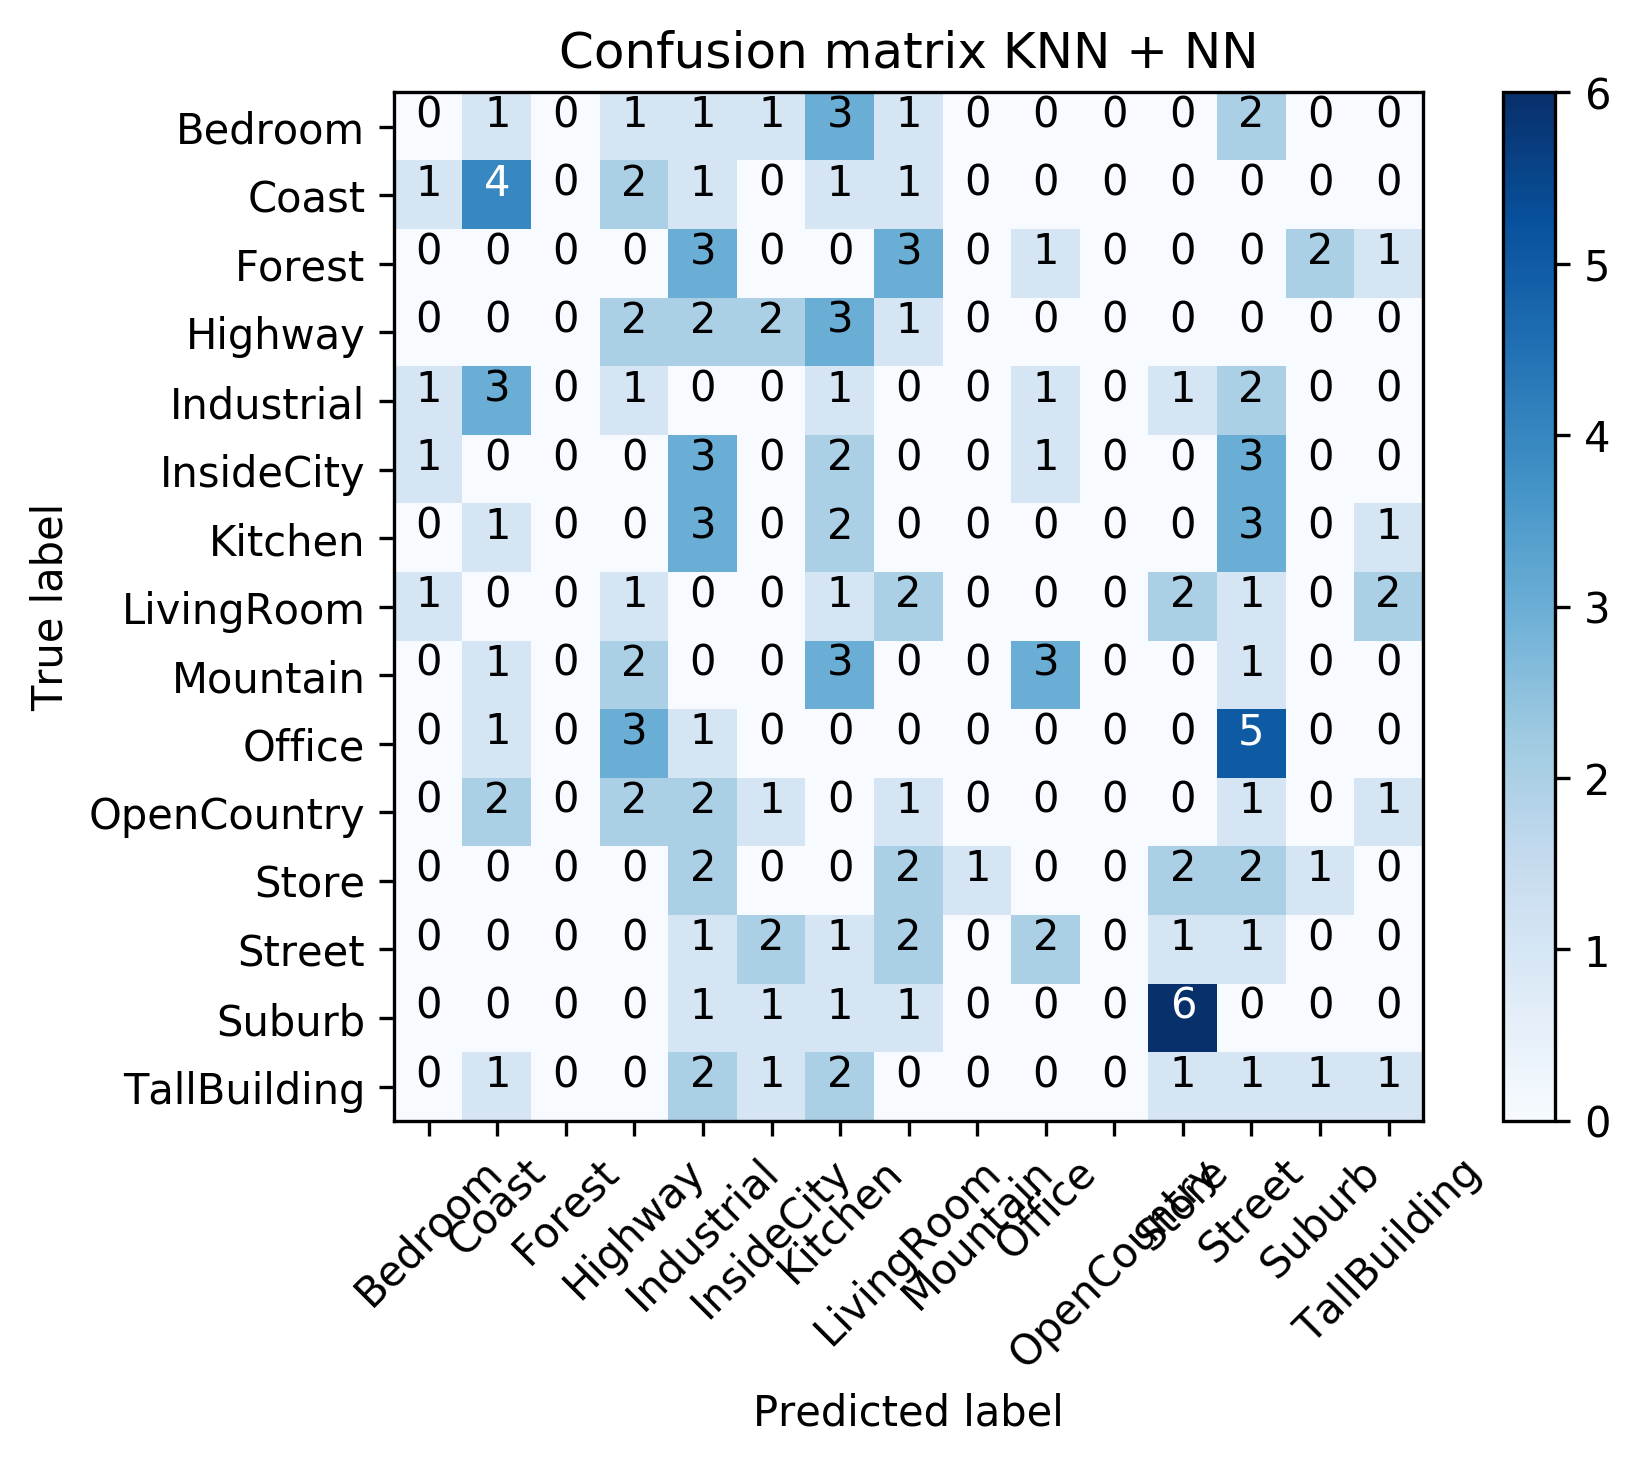 Confusion matrix KNN + NN
Bedroom 0 1 0 1 1 1 3 1 0 0 0 0 2 0 0
Coast 1 4 0 2 1 0 1 1 0 0 0 0 0 0 0
Forest 0 0 0 0 3 0 0 3 0 1 0 0 0 2 1
Highway 0 0 0 2 2 2 3 1 0 0 0 0 0 0 0
Industrial 1 3 0 1 0 0 1 0 0 1 0 1 2 0 0
InsideCity 1 0 0 0 3 0 2 0 0 1 0 0 3 0 0
Kitchen 0 1 0 0 3 0 2 0 0 0 0 0 3 0 1
LivingRoom 1 0 0 1 0 0 1 2 0 0 0 2 1 0 2
Mountain 0 1 0 2 0 0 3 0 0 3 0 0 1 0 0
Office 0 1 0 3 1 0 0 0 0 0 0 0 5 0 0
OpenCountry 0 2 0 2 2 1 0 1 0 0 0 0 1 0 1
Store 0 0 0 0 2 0 0 2 1 0 0 2 2 1 0
Street 0 0 0 0 1 2 1 2 0 2 0 1 1 0 0
Suburb 0 0 0 0 1 1 1 1 0 0 0 6 0 0 0
TallBuilding 0 1 0 0 2 1 2 0 0 0 0 1 1 1 1
True label
Bedroom
Coast
Forest
Highway
Industrial
InsideCity
Kitchen
LivingRoom
Mountain
Office
OpenCountry
Store
Street
Suburb
TallBuilding
Predicted label
6
5
4
3
2
1
0